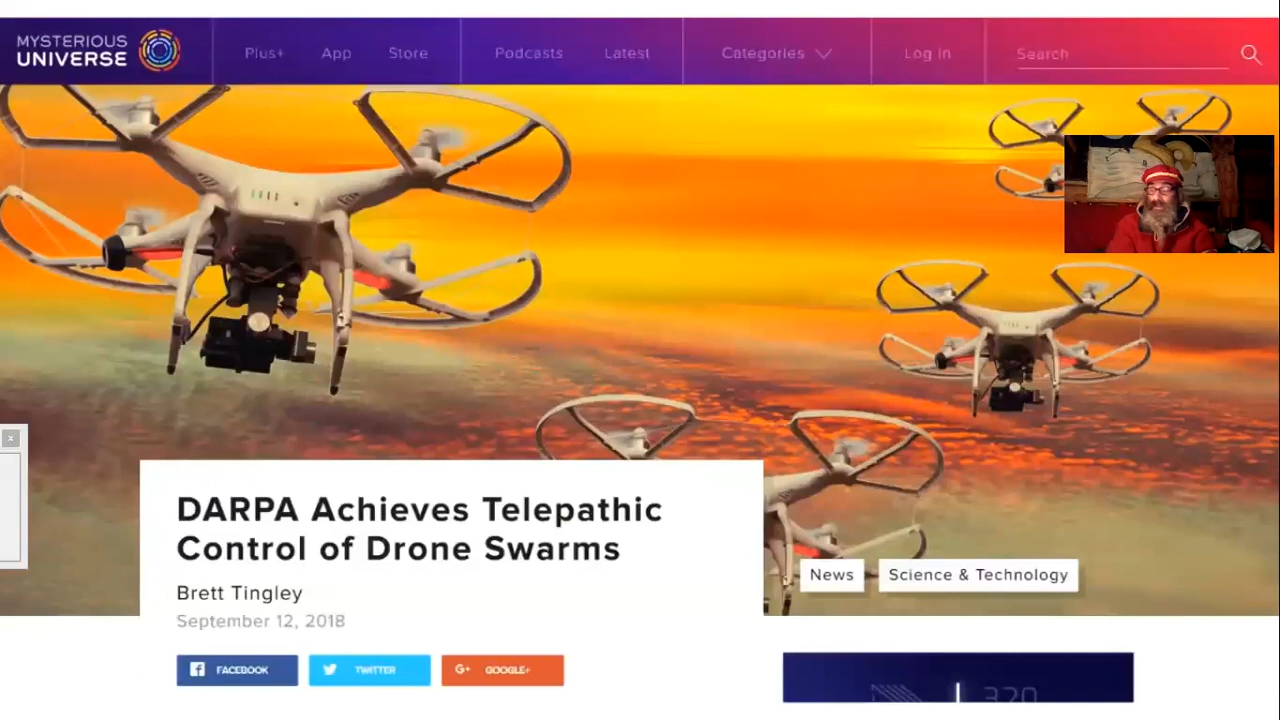 MYSTERIOUS
UNIVERSE
Plus+
App
Store
Podcasts
Latest
Categories
Log In
Search
DARPA Achieves Telepathic
Control of Drone Swarms
Brett Tingley
September 12, 2018
News
Science & Technology
FACEBOOK
TWITTER
G+ GOOGLE+
320